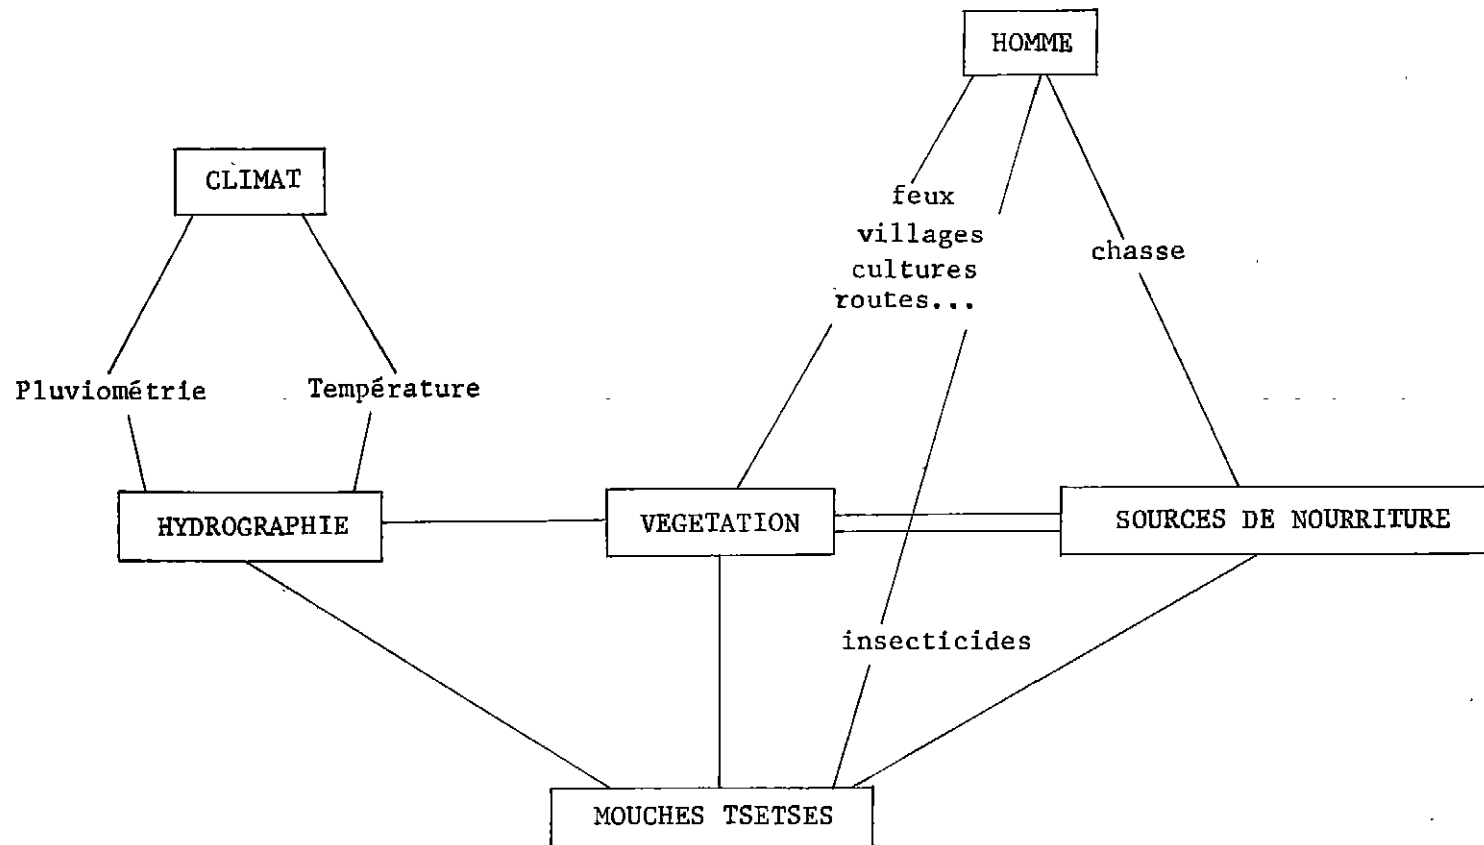 HOMME
CLIMAT
feux
villages
cultures
routes...
chasse
Pluviométrie
Température
HYDROGRAPHIE
VEGETATION
SOURCES DE NOURRITURE
insecticides
MOUCHES TSETSES